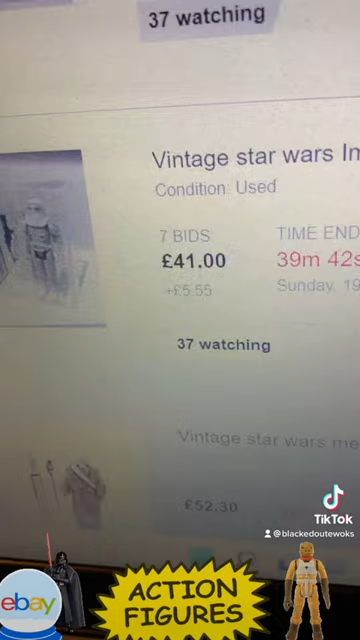 37 watching
Vintage star wars Im
Condition: Used
7 BIDS
TIME END
£41.00
39m 42s
+£5.55
Sunday, 19
37 watching
Vintage star wars me
£52.30
TikTok
@blackedoutewoks
ebay
ACTION
FIGURES